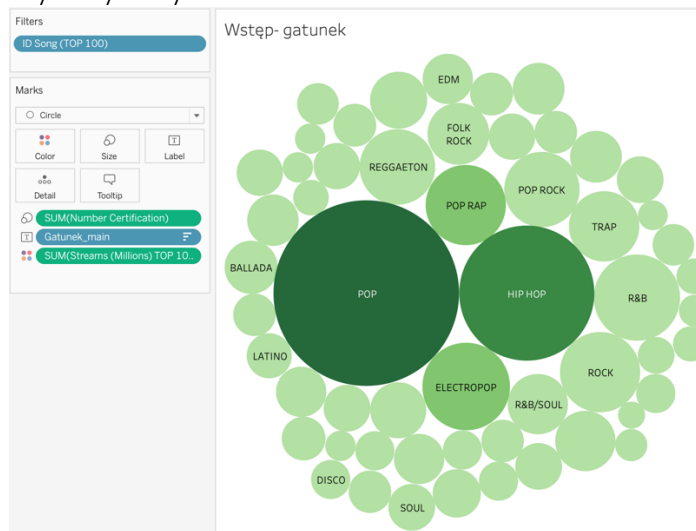 Filters
ID Song (TOP 100)
Marks
Circle
Color
Size
Label
Detail
Tooltip
SUM(Number Certification)
Gatunek_main
SUM(Streams (Millions) TOP 10..
Wstęp- gatunek
EDM
FOLK
ROCK
REGGAETON
POP ROCK
POP RAP
TRAP
BALLADA
POP
HIP HOP
R&B
LATINO
ELECTROPOP
ROCK
R&B/SOUL
DISCO
SOUL